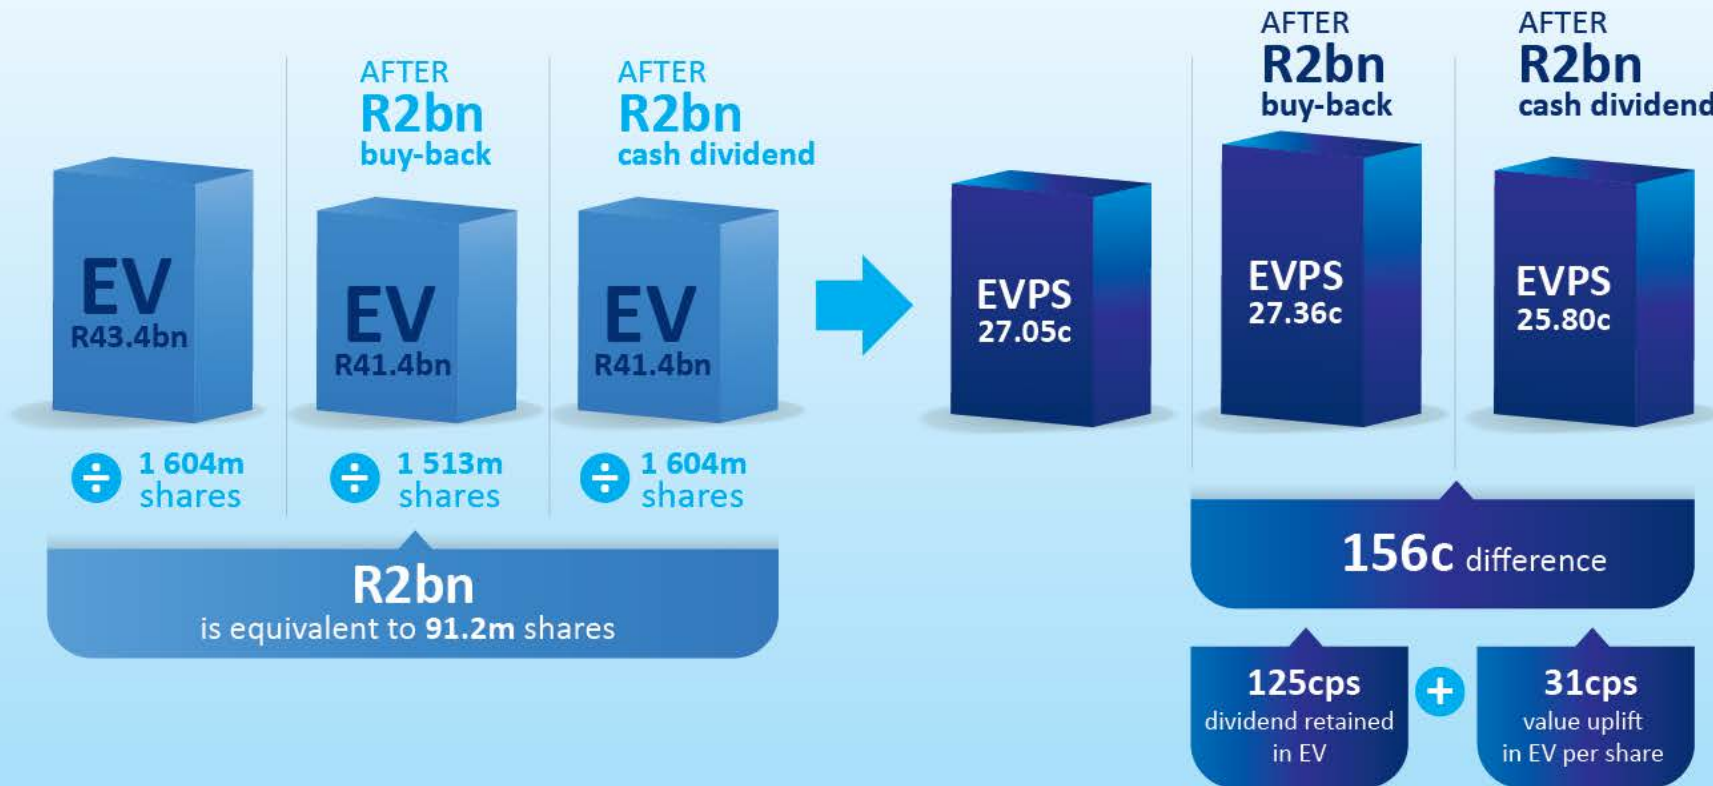 AFTER
R2bn
buy-back
AFTER
R2bn
cash dividend
EV
R43.4bn
EV
R41.4bn
EV
R41.4bn
÷ 1 604m
shares
÷ 1 513m
shares
÷ 1 604m
shares
R2bn
is equivalent to 91.2m shares
AFTER
R2bn
buy-back
AFTER
R2bn
cash dividend
EVPS
27.05c
EVPS
27.36c
EVPS
25.80c
156c difference
125cps
dividend retained
in EV
+
31cps
value uplift
in EV per share